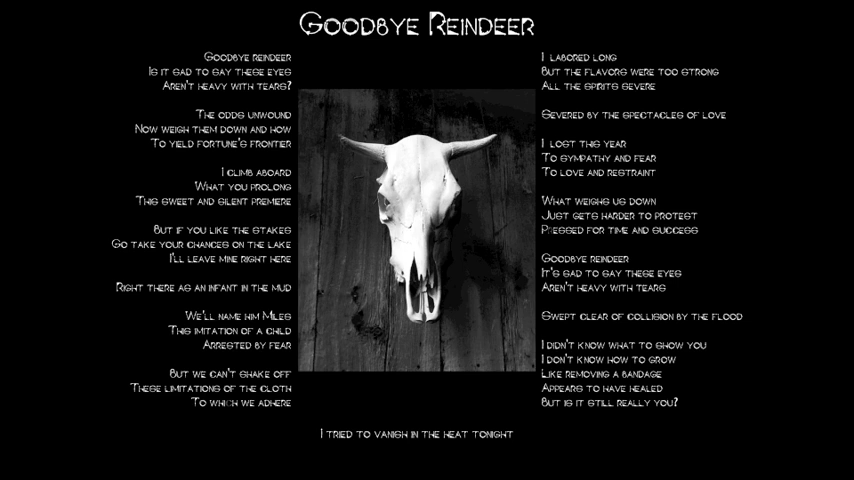 Goodbye Reindeer
Goodbye reindeer
Is it sad to say these eyes
Aren't heavy with tears?
The odds unwound
Now weigh them down and how
To yield fortune's frontier
I climb aboard
What you prolong
This sweet and silent premiere
But if you like the stakes
Go take your chances on the lake
I'll leave mine right here
Right there as an infant in the mud
We'll name him Miles
This imitation of a child
Arrested by fear
But we can't shake off
These limitations of the cloth
To which we adhere
I labored long
But the flavors were too strong
All the spirits severe
Severed by the spectacles of love
I lost this year
To sympathy and fear
To love and restraint
What weighs us down
Just gets harder to protest
Pressed for time and success
Goodbye reindeer
It's sad to say these eyes
Aren't heavy with tears
Swept clear of collision by the flood
I didn't know what to show you
I don't know how to grow
Like removing a bandage
Appears to have healed
But is it still really you?
I tried to vanish in the heat tonight